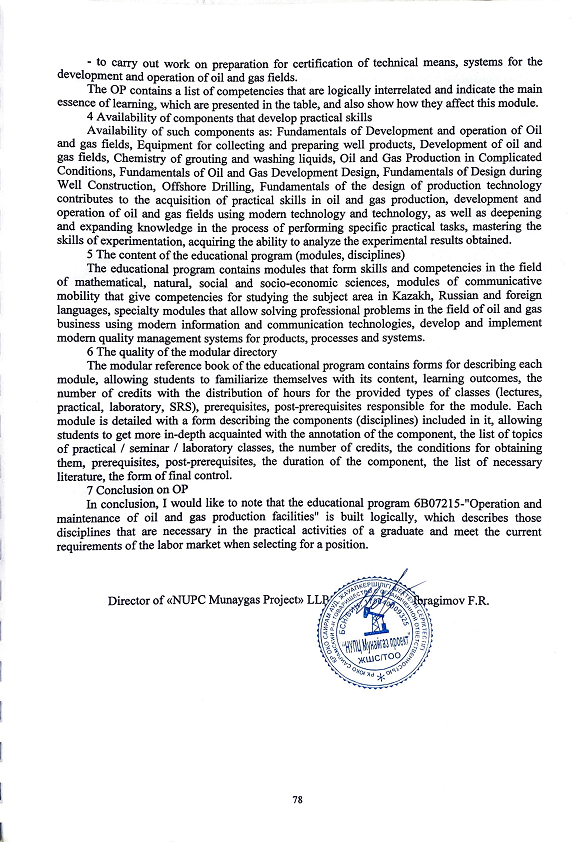 - to carry out work on preparation for certification of technical means, systems for the
development and operation of oil and gas fields.
The OP contains a list of competencies that are logically interrelated and indicate the main
essence of learning, which are presented in the table, and also show how they affect this module.
4 Availability of components that develop practical skills
Availability of such components as: Fundamentals of Development and operation of Oil
and gas fields, Equipment for collecting and preparing well products, Development of oil and
gas fields, Chemistry of grouting and washing liquids, Oil and Gas Production in Complicated
Conditions, Fundamentals of Oil and Gas Development Design, Fundamentals of Design during
Well Construction, Offshore Drilling, Fundamentals of the design of production technology
contributes to the acquisition of practical skills in oil and gas production, development and
operation of oil and gas fields using modern technology and technology, as well as deepening
and expanding knowledge in the process of performing specific practical tasks, mastering the
skills of experimentation, acquiring the ability to analyze the experimental results obtained.
5 The content of the educational program (modules, disciplines)
The educational program contains modules that form skills and competencies in the field
of mathematical, natural, social and socio-economic sciences, modules of communicative
mobility that give competencies for studying the subject area in Kazakh, Russian and foreign
languages, specialty modules that allow solving professional problems in the field of oil and gas
business using modern information and communication technologies, develop and implement
modern quality management systems for products, processes and systems.
6 The quality of the modular directory
The modular reference book of the educational program contains forms for describing each
module, allowing students to familiarize themselves with its content, learning outcomes, the
number of credits with the distribution of hours for the provided types of classes (lectures,
practical, laboratory, SRS), prerequisites, post-prerequisites responsible for the module. Each
module is detailed with a form describing the components (disciplines) included in it, allowing
students to get more in-depth acquainted with the annotation of the component, the list of topics
of practical / seminar / laboratory classes, the number of credits, the conditions for obtaining
them, prerequisites, post-prerequisites, the duration of the component, the list of necessary
literature, the form of final control.
7 Conclusion on OP
In conclusion, I would like to note that the educational program 6B07215-"Operation and
maintenance of oil and gas production facilities" is built logically, which describes those
disciplines that are necessary in the practical activities of a graduate and meet the current
requirements of the labor market when selecting for a position.
Director of «NUPC Munaygas Project» LLP Ibragimov F.R.
"НУПЦ Мунайгаз проект"
ЖШС/ТОО
78